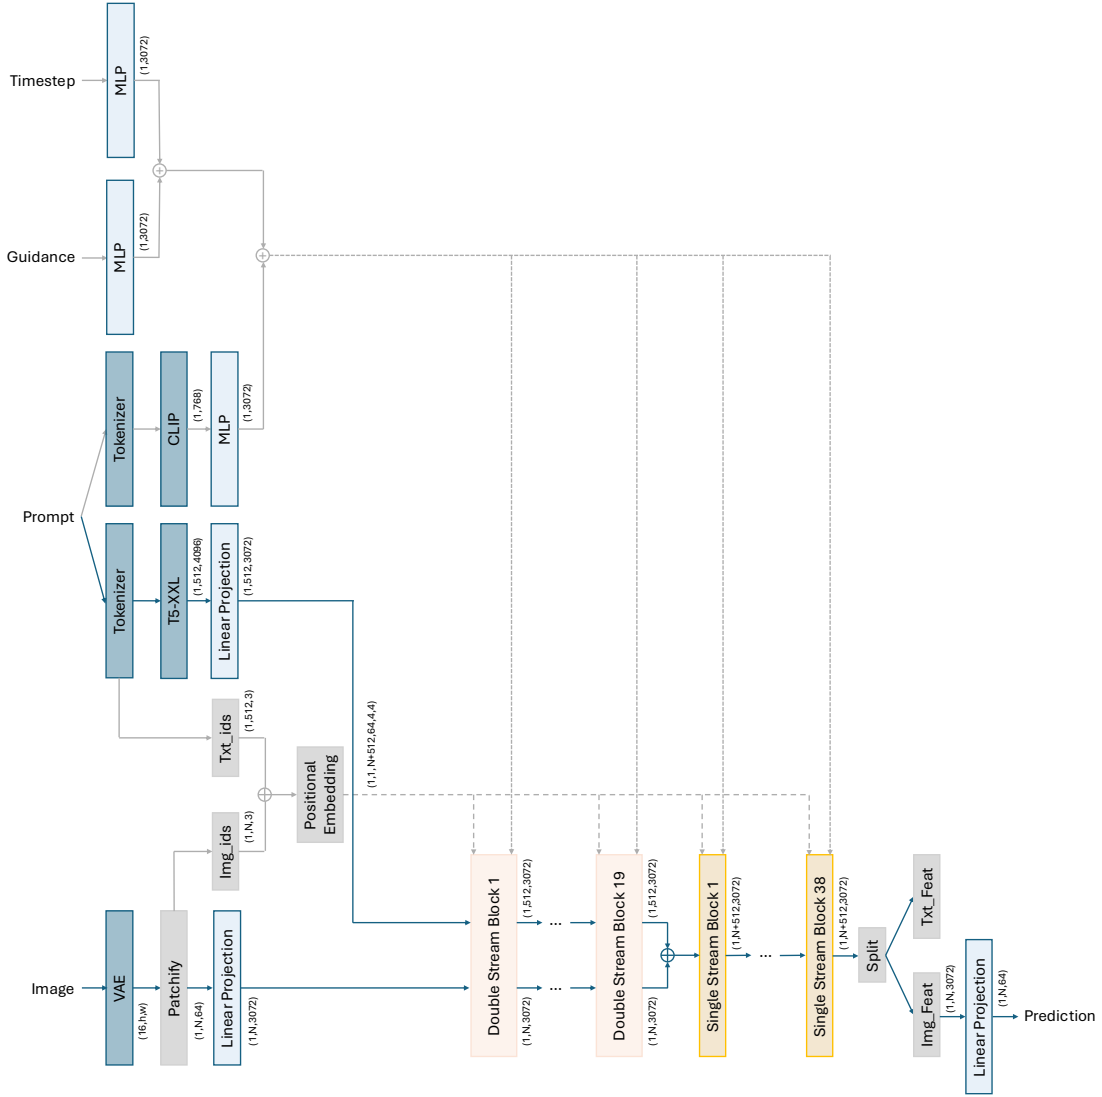 Timestep
MLP
(1,3072)
Guidance
MLP
(1,3072)
Prompt
Tokenizer
CLIP
(1,768)
MLP
(1,3072)
Tokenizer
T5-XXL
(1,512,4096)
Linear Projection
(1,512,3072)
Txt_ids
(1,512,3)
Img_ids
(1,N,3)
Positional
Embedding
(1,1,N+512,64,4,4)
Image
VAE
(16,h,w)
Patchify
(1,N,64)
Linear Projection
(1,N,3072)
Double Stream Block 1
(1,512,3072)
(1,N,3072)
...
...
Double Stream Block 19
(1,512,3072)
(1,N,3072)
Single Stream Block 1
(1,N+512,3072)
...
Single Stream Block 38
(1,N+512,3072)
Split
Txt_Feat
Img_Feat
(1,N,3072)
Linear Projection
(1,N,64)
Prediction